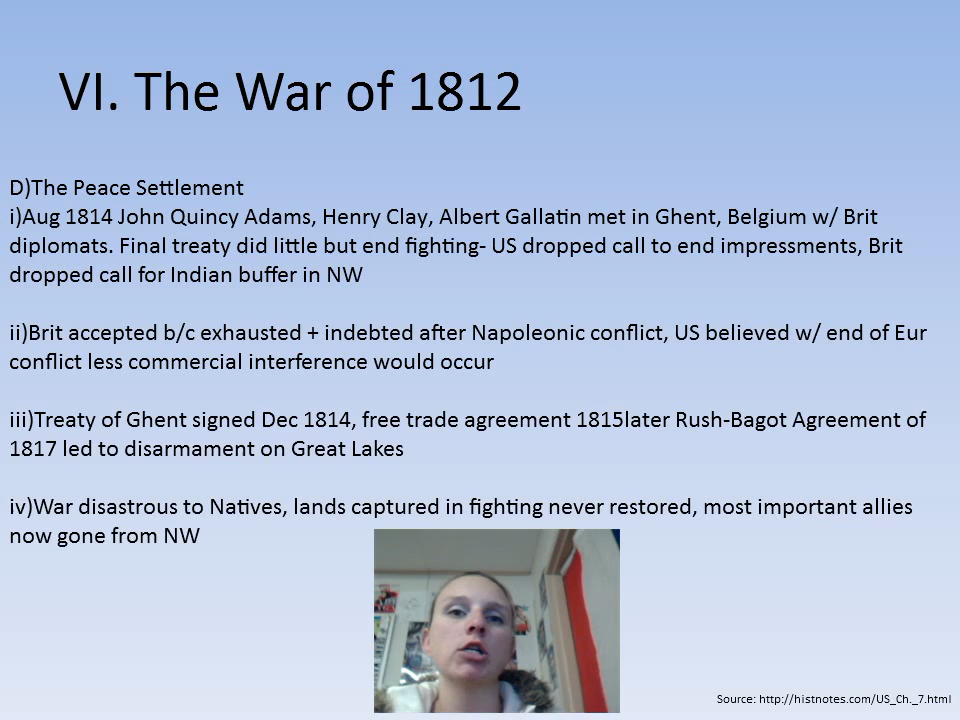 VI. The War of 1812
D)The Peace Settlement
i)Aug 1814 John Quincy Adams, Henry Clay, Albert Gallatin met in Ghent, Belgium w/ Brit
diplomats. Final treaty did little but end fighting- US dropped call to end impressments, Brit
dropped call for Indian buffer in NW
ii)Brit accepted b/c exhausted + indebted after Napoleonic conflict, US believed w/ end of Eur
conflict less commercial interference would occur
iii)Treaty of Ghent signed Dec 1814, free trade agreement 1815later Rush-Bagot Agreement of
1817 led to disarmament on Great Lakes
iv)War disastrous to Natives, lands captured in fighting never restored, most important allies
now gone from NW
Source: http://histnotes.com/US_Ch._7.html